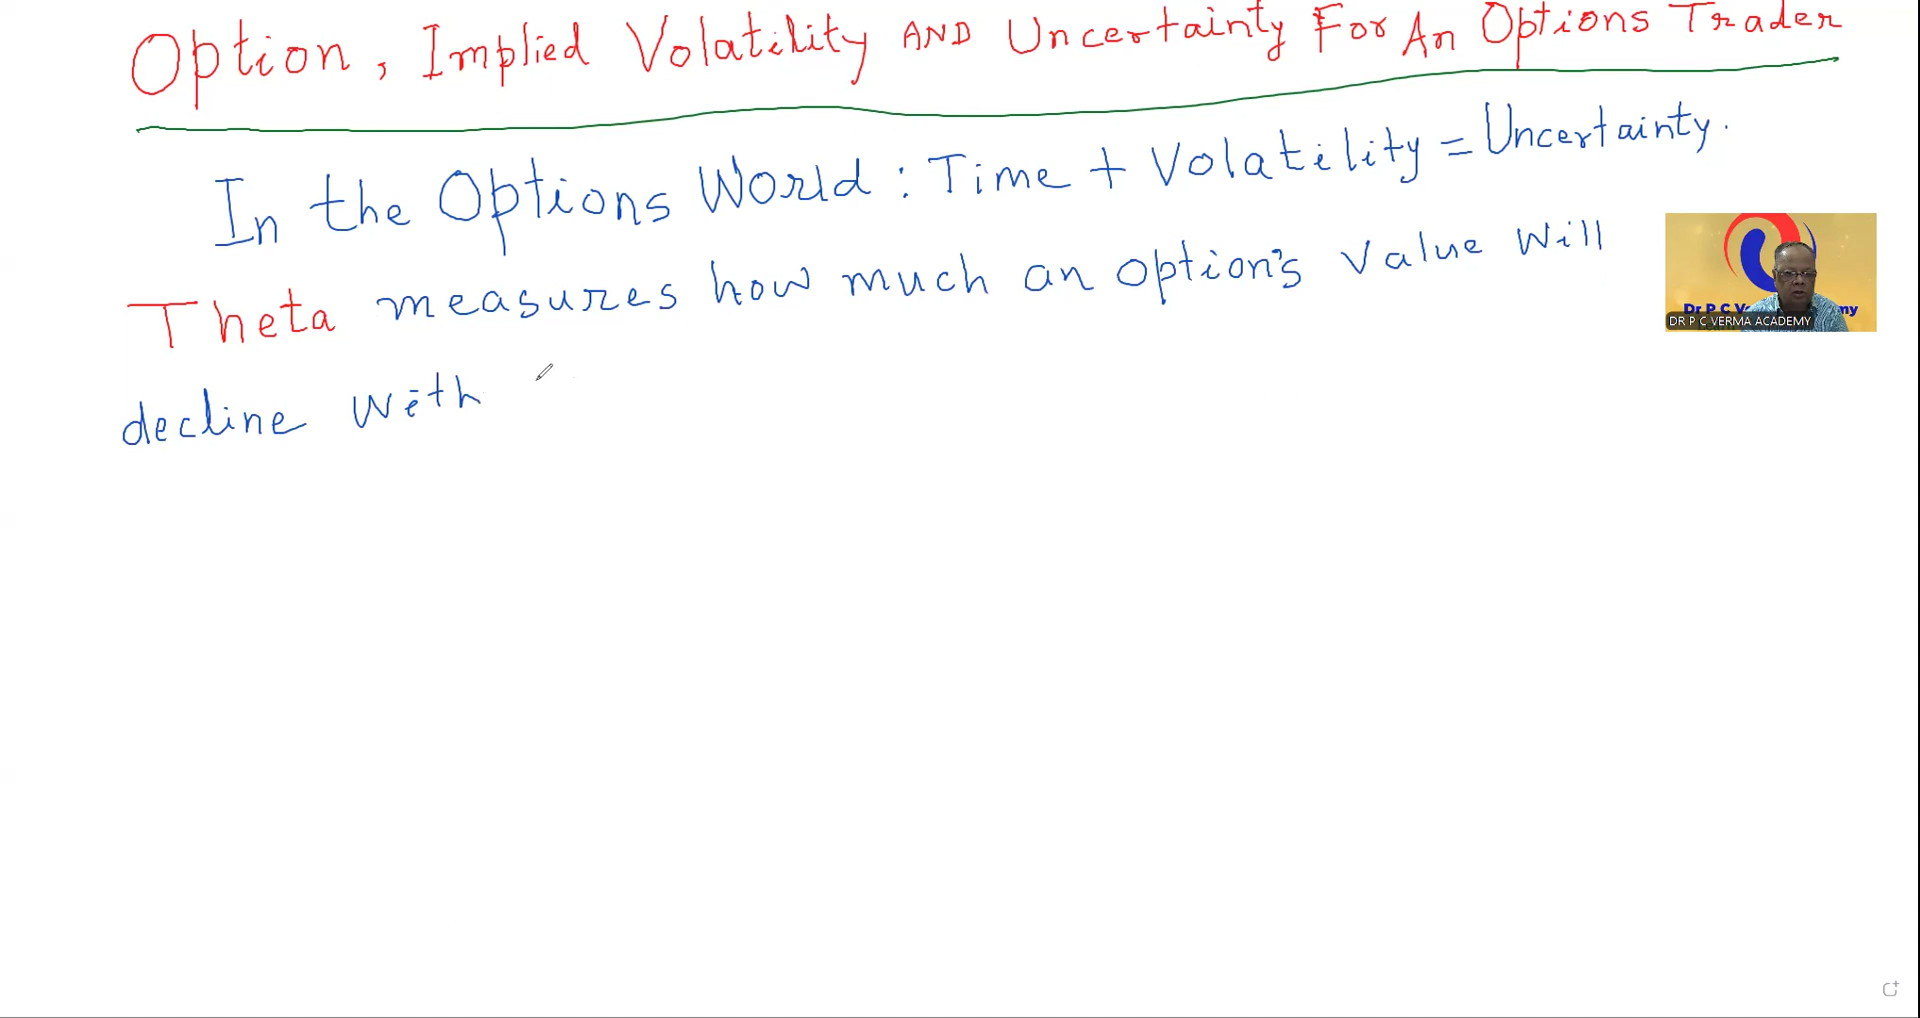 Option, Implied Volatility AND Uncertainty For An Options Trader
In the Options World : Time + Volatility = Uncertainty.
Theta measures how much an option's value will
decline with
DR P C VERMA ACADEMY